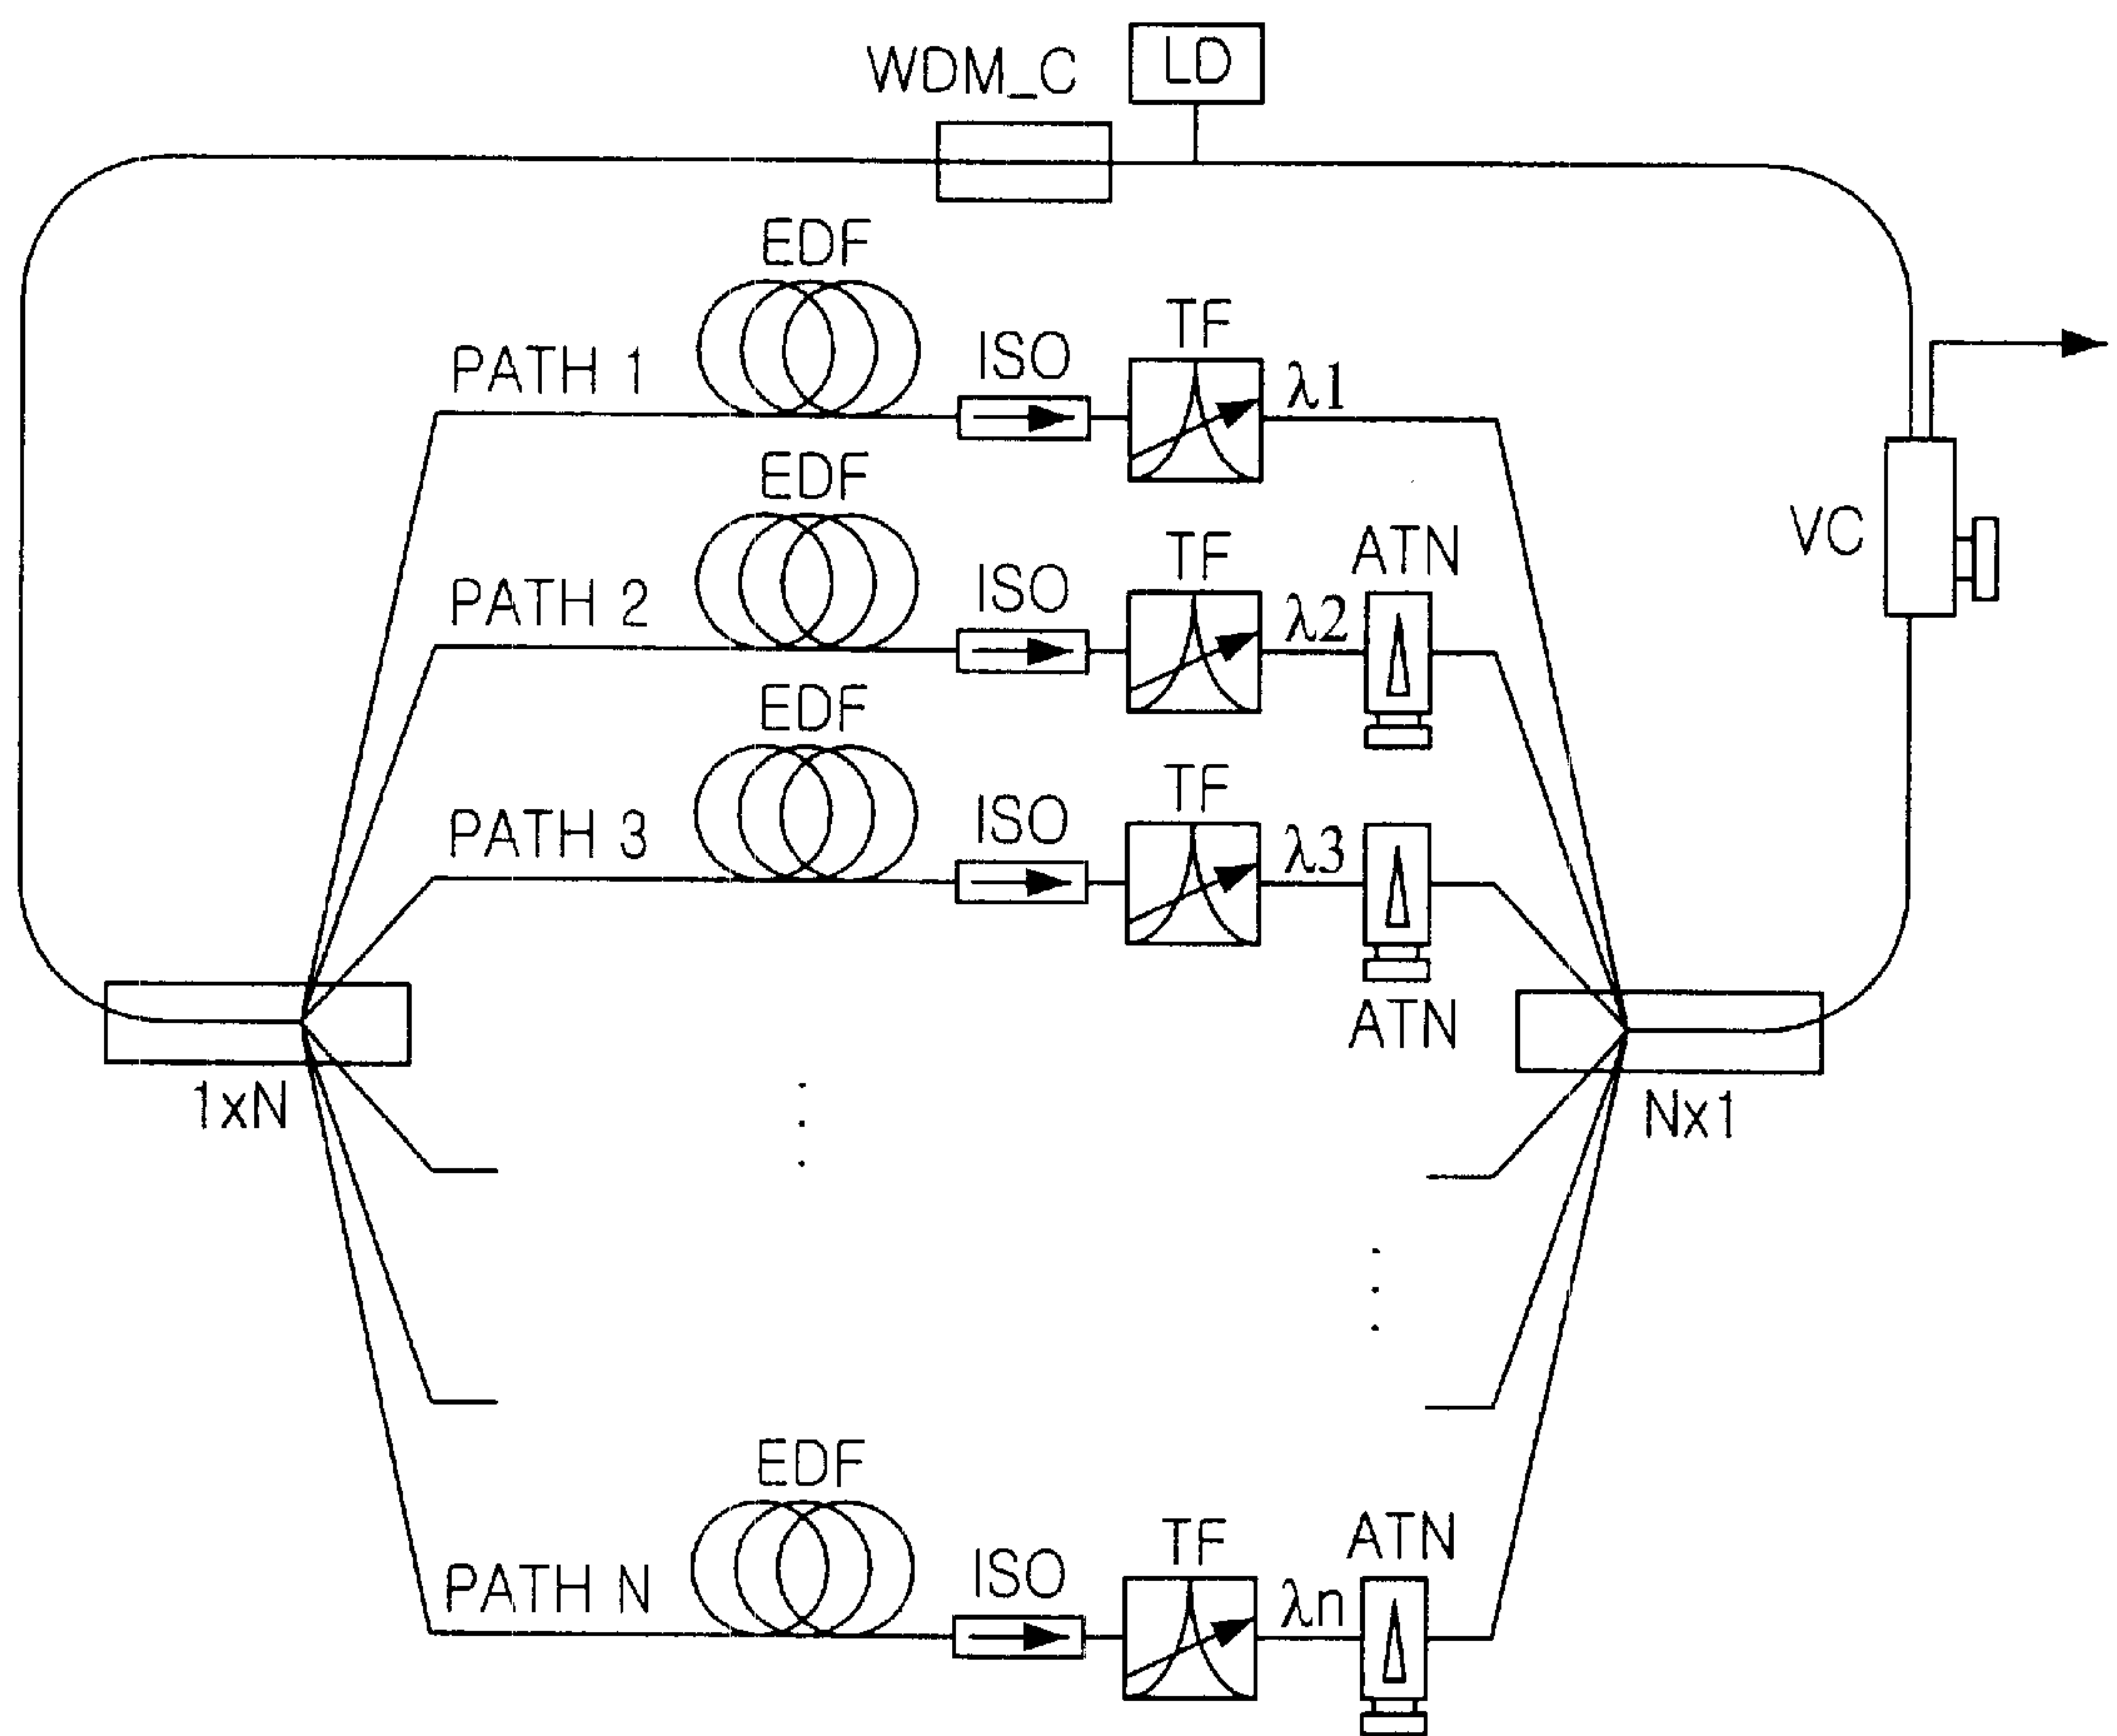 LD
WDM_C
EDF
PATH 1
ISO
TF
λ1
EDF
PATH 2
ISO
TF
λ2
ATN
VC
EDF
PATH 3
ISO
TF
λ3
ATN
1xN
Nx1
EDF
PATH N
ISO
TF
λn
ATN